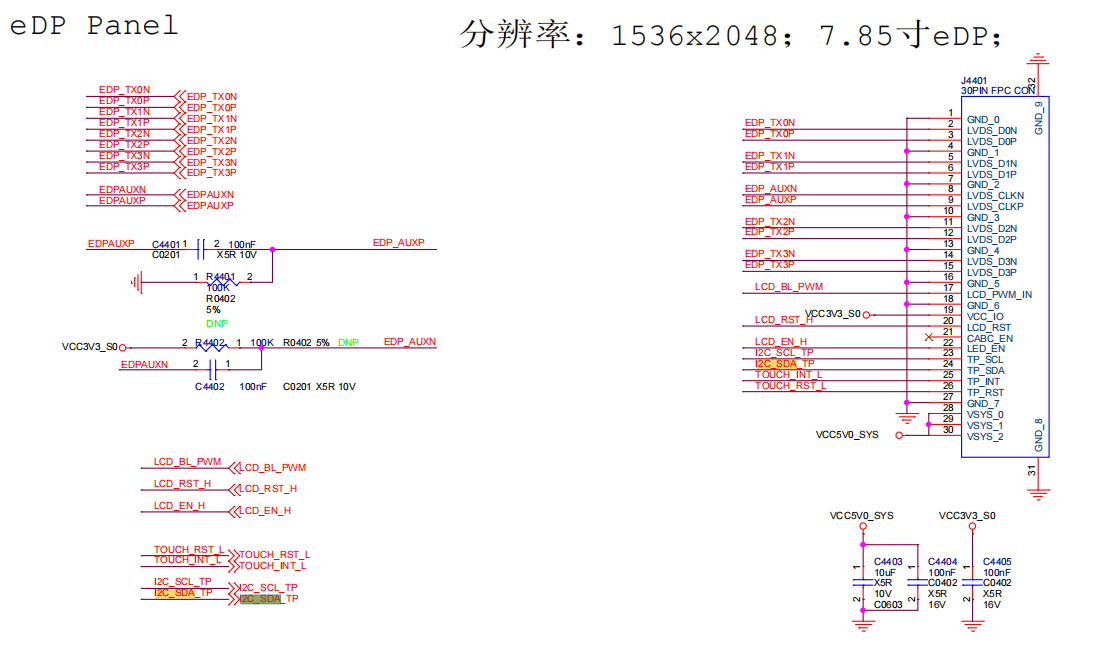 eDP Panel
分辨率：1536x2048；7.85寸eDP；
EDP_TX0N
EDP_TX0P
EDP_TX1N
EDP_TX1P
EDP_TX2N
EDP_TX2P
EDP_TX3N
EDP_TX3P
EDP_TX0N
EDP_TX0P
EDP_TX1N
EDP_TX1P
EDP_TX2N
EDP_TX2P
EDP_TX3N
EDP_TX3P
EDPAUXN
EDPAUXP
EDPAUXN
EDPAUXP
EDPAUXP
C4401 1 2 100nF
C0201 X5R 10V
EDP_AUXP
1 R4401 2
100K
R0402
5%
DNP
VCC3V3_S0
2 R4402 1 100K R0402 5% DNP
EDP_AUXN
EDPAUXN
2 1
C4402 100nF C0201 X5R 10V
LCD_BL_PWM
LCD_BL_PWM
LCD_RST_H
LCD_RST_H
LCD_EN_H
LCD_EN_H
TOUCH_RST_L
TOUCH_RST_L
TOUCH_INT_L
TOUCH_INT_L
I2C_SCL_TP
I2C_SCL_TP
I2C_SDA_TP
I2C_SDA_TP
J4401
30PIN FPC CON
32
GND_9
1 GND_0
EDP_TX0N 2 LVDS_D0N
EDP_TX0P 3 LVDS_D0P
4 GND_1
EDP_TX1N 5 LVDS_D1N
EDP_TX1P 6 LVDS_D1P
7 GND_2
EDP_AUXN 8 LVDS_CLKN
EDP_AUXP 9 LVDS_CLKP
10 GND_3
EDP_TX2N 11 LVDS_D2N
EDP_TX2P 12 LVDS_D2P
13 GND_4
EDP_TX3N 14 LVDS_D3N
EDP_TX3P 15 LVDS_D3P
16 GND_5
LCD_BL_PWM 17 LCD_PWM_IN
18 GND_6
VCC3V3_S0 19 VCC_IO
LCD_RST_H 20 LCD_RST
21 CABC_EN
LCD_EN_H 22 LED_EN
I2C_SCL_TP 23 TP_SCL
I2C_SDA_TP 24 TP_SDA
TOUCH_INT_L 25 TP_INT
TOUCH_RST_L 26 TP_RST
27 GND_7
28 VSYS_0
29 VSYS_1
VCC5V0_SYS 30 VSYS_2
GND_8
31
VCC5V0_SYS
VCC3V3_S0
1
C4403
10uF
X5R
10V
C0603
2
1
C4404
100nF
C0402
X5R
16V
2
1
C4405
100nF
C0402
X5R
16V
2